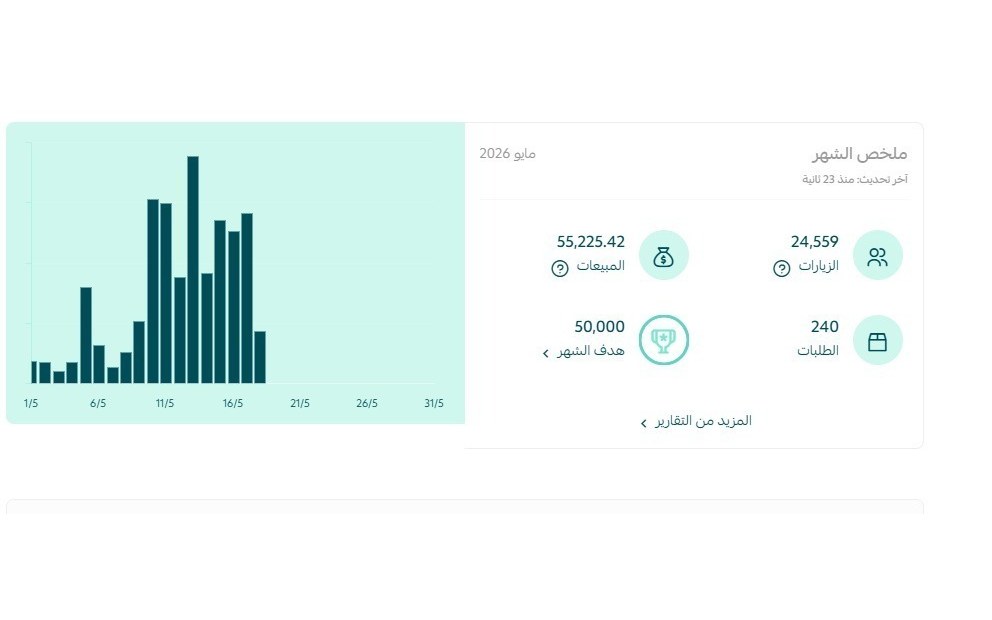 ملخص الشهر
مايو 2026
آخر تحديث: منذ 23 ثانية
24,559
الزيارات ?
55,225.42
المبيعات ?
240
الطلبات
50,000
هدف الشهر ›
المزيد من التقارير ›
1/5 6/5 11/5 16/5 21/5 26/5 31/5